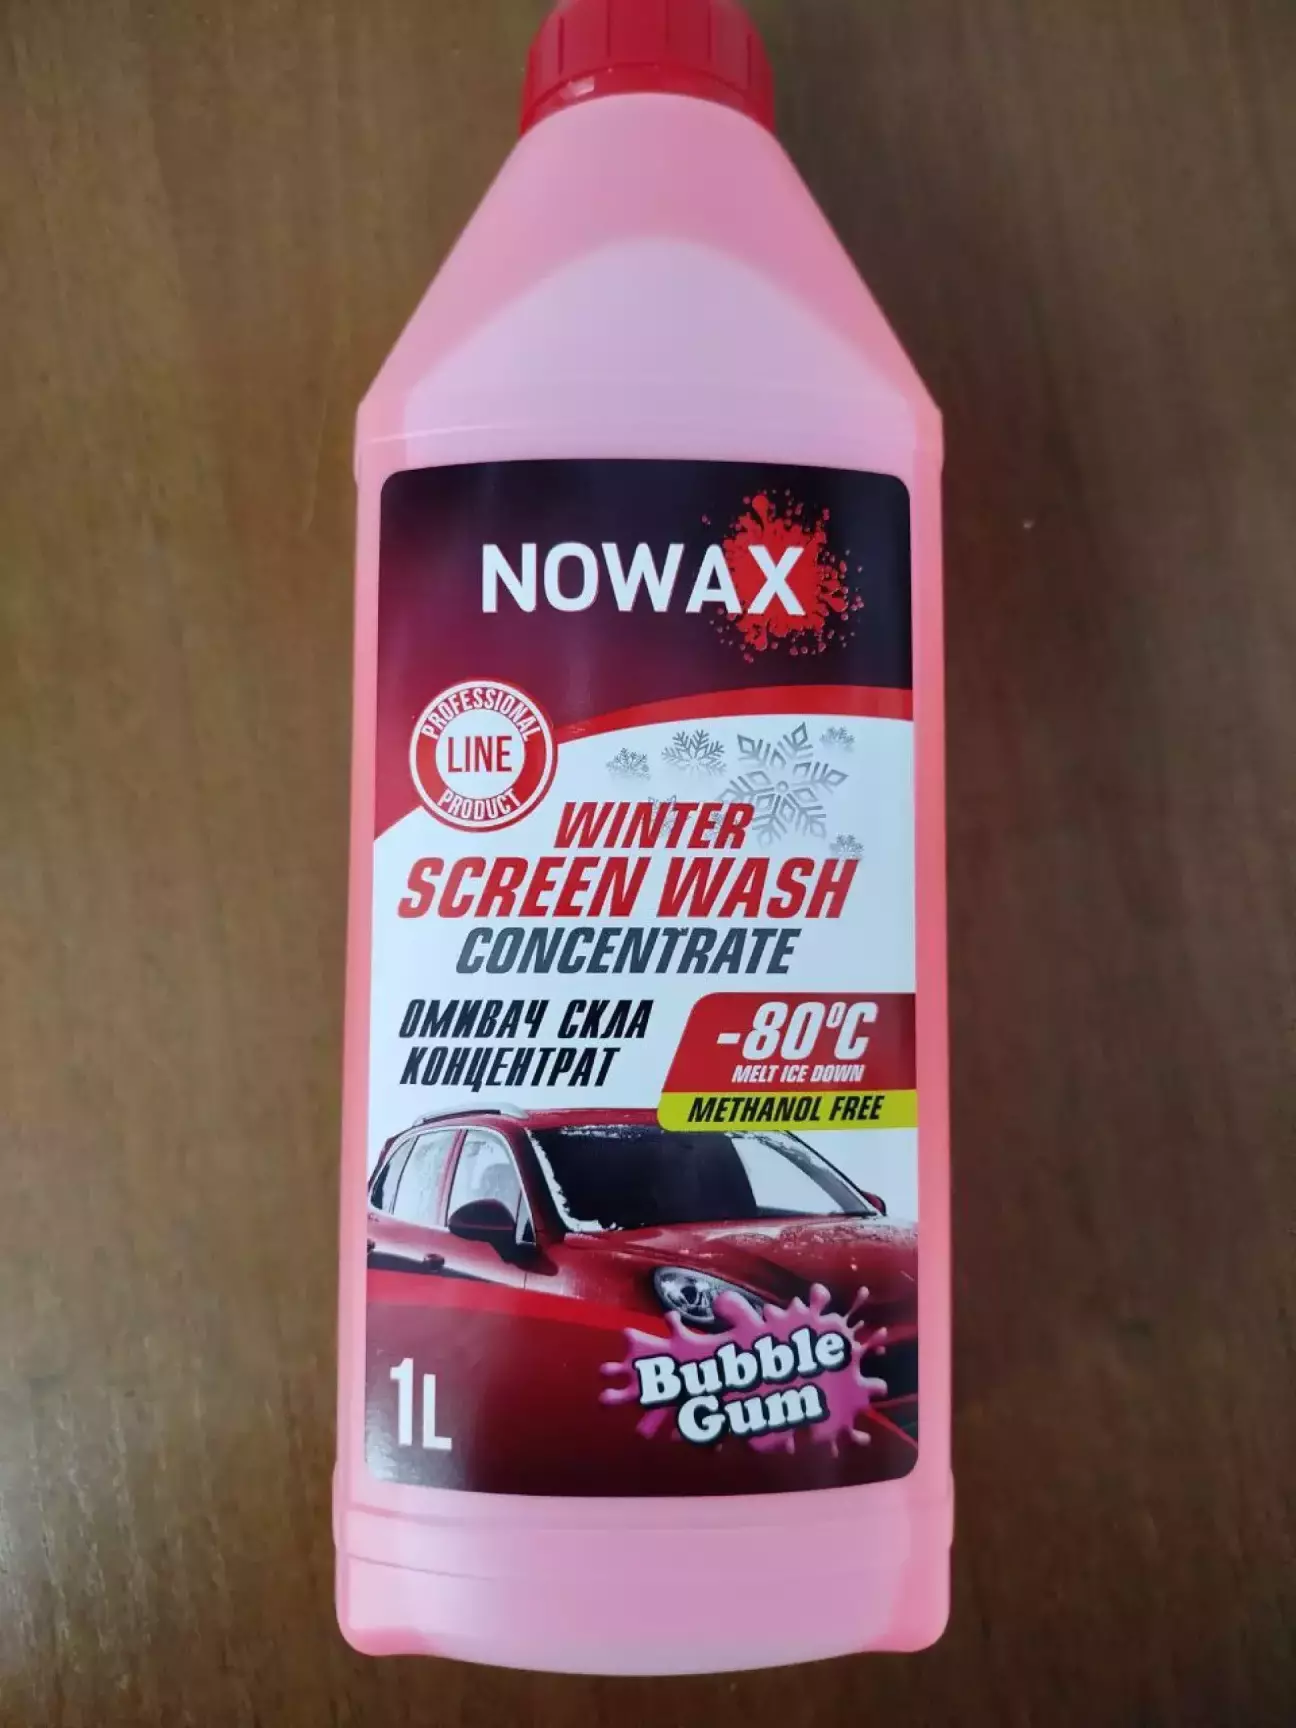 NOWAX
PROFESSIONAL
LINE
PRODUCT
WINTER
SCREEN WASH
CONCENTRATE
ОМИВАЧ СКЛА
КОНЦЕНТРАТ
-80°C
MELT ICE DOWN
METHANOL FREE
1L
Bubble
Gum